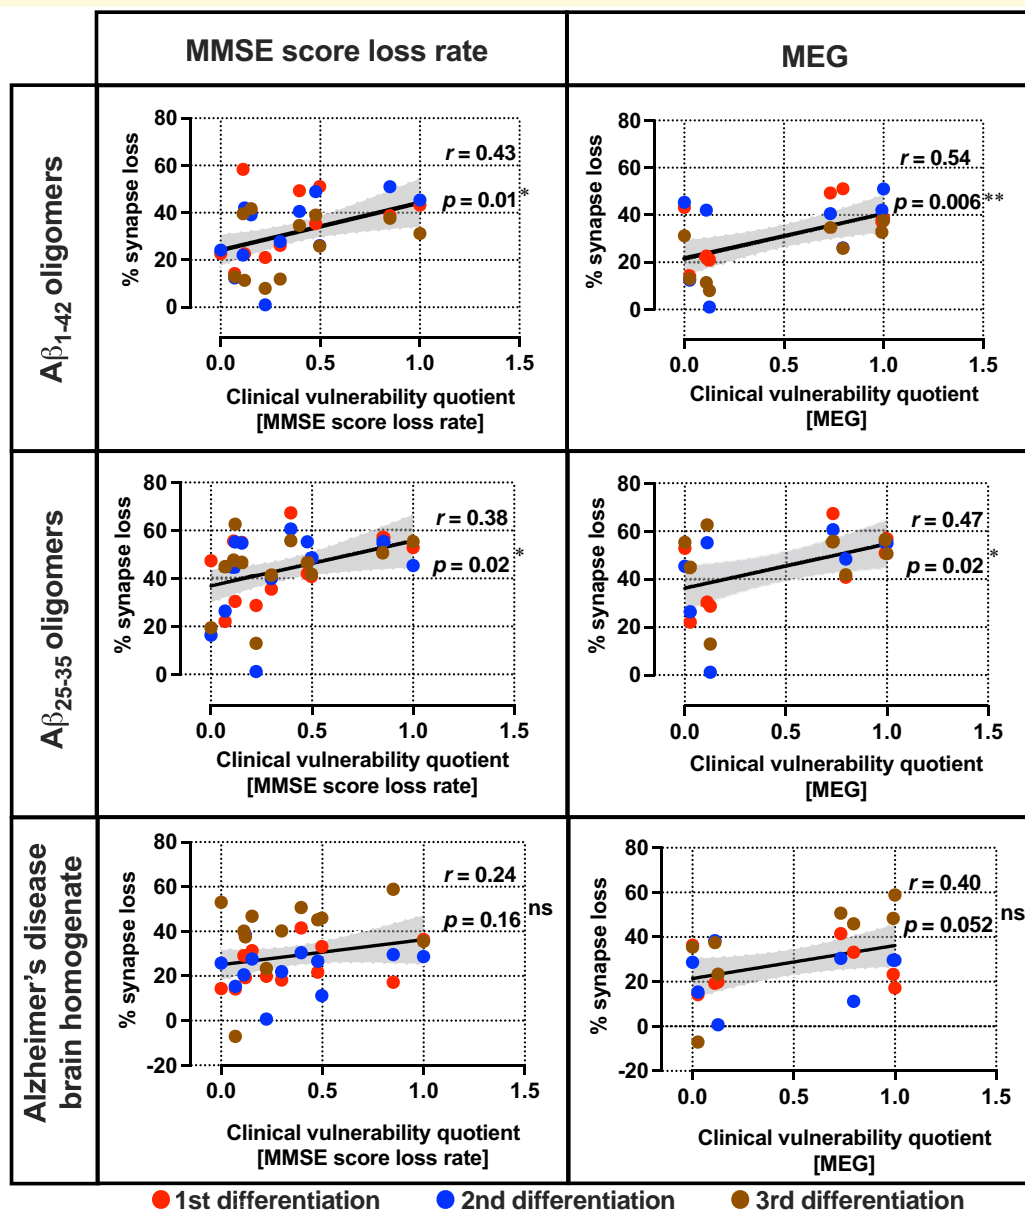 MMSE score loss rate
MEG
Aβ1-42 oligomers
% synapse loss
80
60
40
20
0
0.0 0.5 1.0 1.5
r = 0.43
p = 0.01*
Clinical vulnerability quotient
[MMSE score loss rate]
% synapse loss
80
60
40
20
0
0.0 0.5 1.0 1.5
r = 0.54
p = 0.006**
Clinical vulnerability quotient
[MEG]
Aβ25-35 oligomers
% synapse loss
80
60
40
20
0
0.0 0.5 1.0 1.5
r = 0.38
p = 0.02*
Clinical vulnerability quotient
[MMSE score loss rate]
% synapse loss
80
60
40
20
0
0.0 0.5 1.0 1.5
r = 0.47
p = 0.02*
Clinical vulnerability quotient
[MEG]
Alzheimer's disease
brain homogenate
% synapse loss
80
60
40
20
0
-20
0.0 0.5 1.0 1.5
r = 0.24
p = 0.16 ns
Clinical vulnerability quotient
[MMSE score loss rate]
% synapse loss
80
60
40
20
0
-20
0.0 0.5 1.0 1.5
r = 0.40
p = 0.052 ns
Clinical vulnerability quotient
[MEG]
1st differentiation 2nd differentiation 3rd differentiation